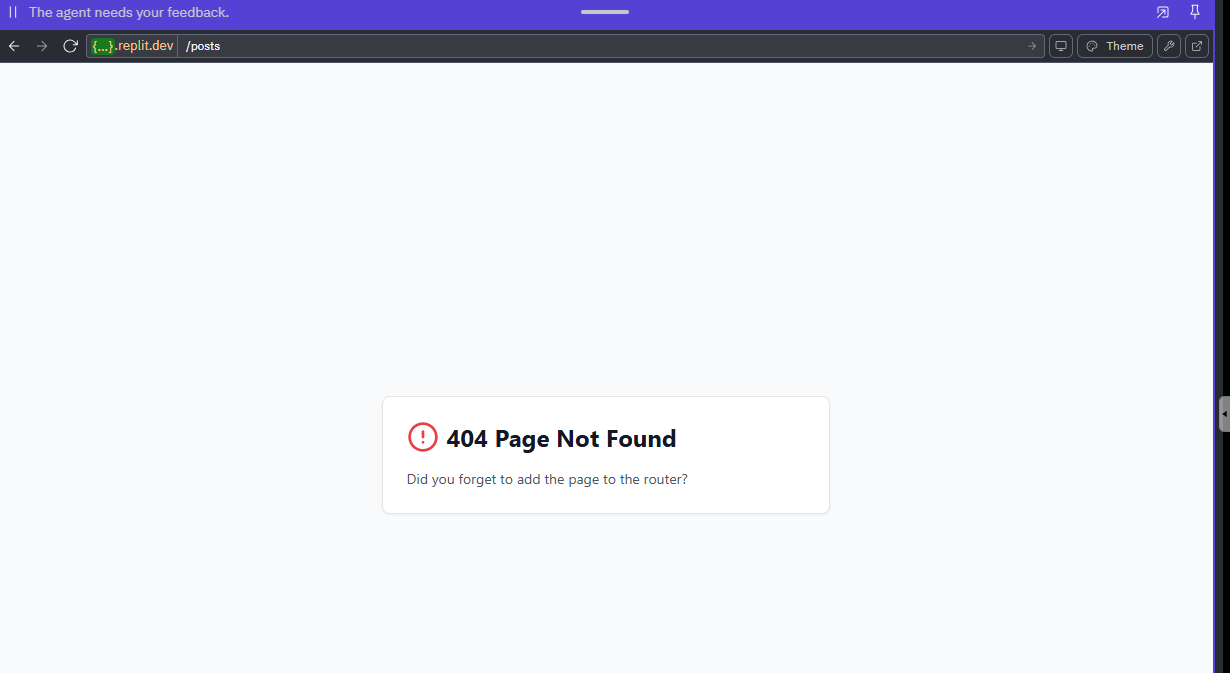 The agent needs your feedback.
{...}.replit.dev /posts
Theme
404 Page Not Found
Did you forget to add the page to the router?